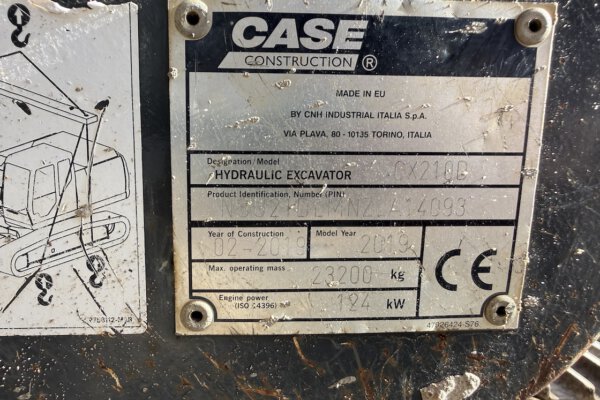 CASE
CONSTRUCTION ®
MADE IN EU
BY CNH INDUSTRIAL ITALIA S.p.A.
VIA PLAVA, 80 - 10135 TORINO, ITALIA
Designation/Model
HYDRAULIC EXCAVATOR CX210D
Product Identification, Number (PIN)
Year of Construction Model Year
2019 2019
Max. operating mass
23200 kg
Engine power
(ISO 14396) 124 kW
CE
47926424-S76